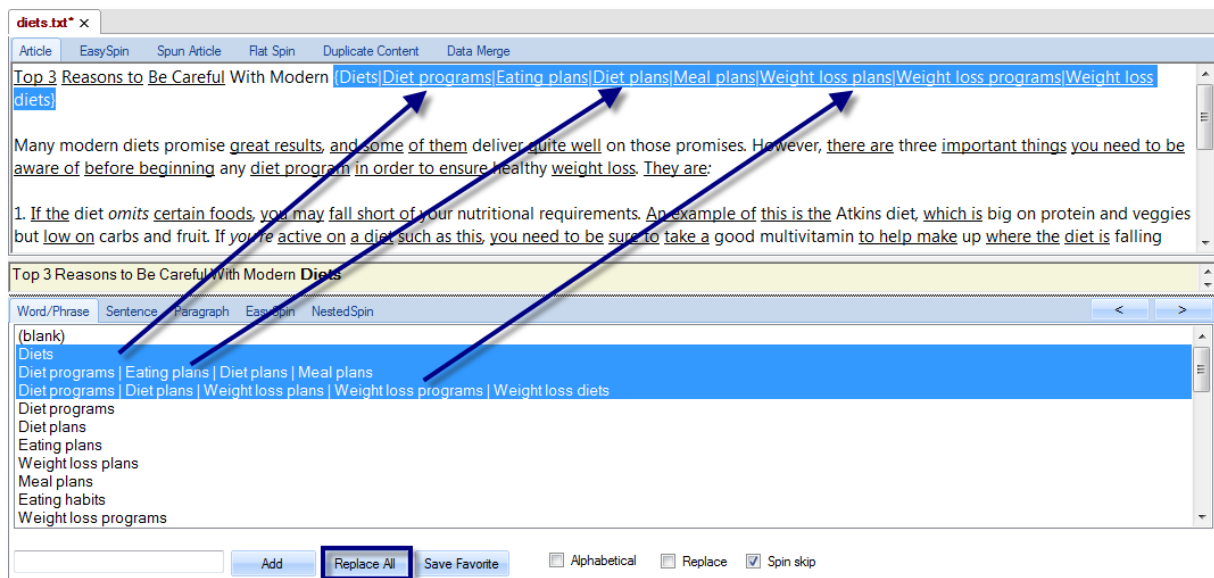 diets.txt* ×
Article EasySpin Spun Article Flat Spin Duplicate Content Data Merge
Top 3 Reasons to Be Careful With Modern {Diets|Diet programs|Eating plans|Diet plans|Meal plans|Weight loss plans|Weight loss programs|Weight loss
diets}
Many modern diets promise great results, and some of them deliver quite well on those promises. However, there are three important things you need to be
aware of before beginning any diet program in order to ensure healthy weight loss. They are:
1. If the diet omits certain foods, you may fall short of your nutritional requirements. An example of this is the Atkins diet, which is big on protein and veggies
but low on carbs and fruit. If you're active on a diet such as this, you need to be sure to take a good multivitamin to help make up where the diet is falling
Top 3 Reasons to Be Careful With Modern Diets
Word/Phrase Sentence Paragraph EasySpin NestedSpin < >
(blank)
Diets
Diet programs | Eating plans | Diet plans | Meal plans
Diet programs | Diet plans | Weight loss plans | Weight loss programs | Weight loss diets
Diet programs
Diet plans
Eating plans
Weight loss plans
Meal plans
Eating habits
Weight loss programs
Add Replace All Save Favorite Alphabetical Replace Spin skip